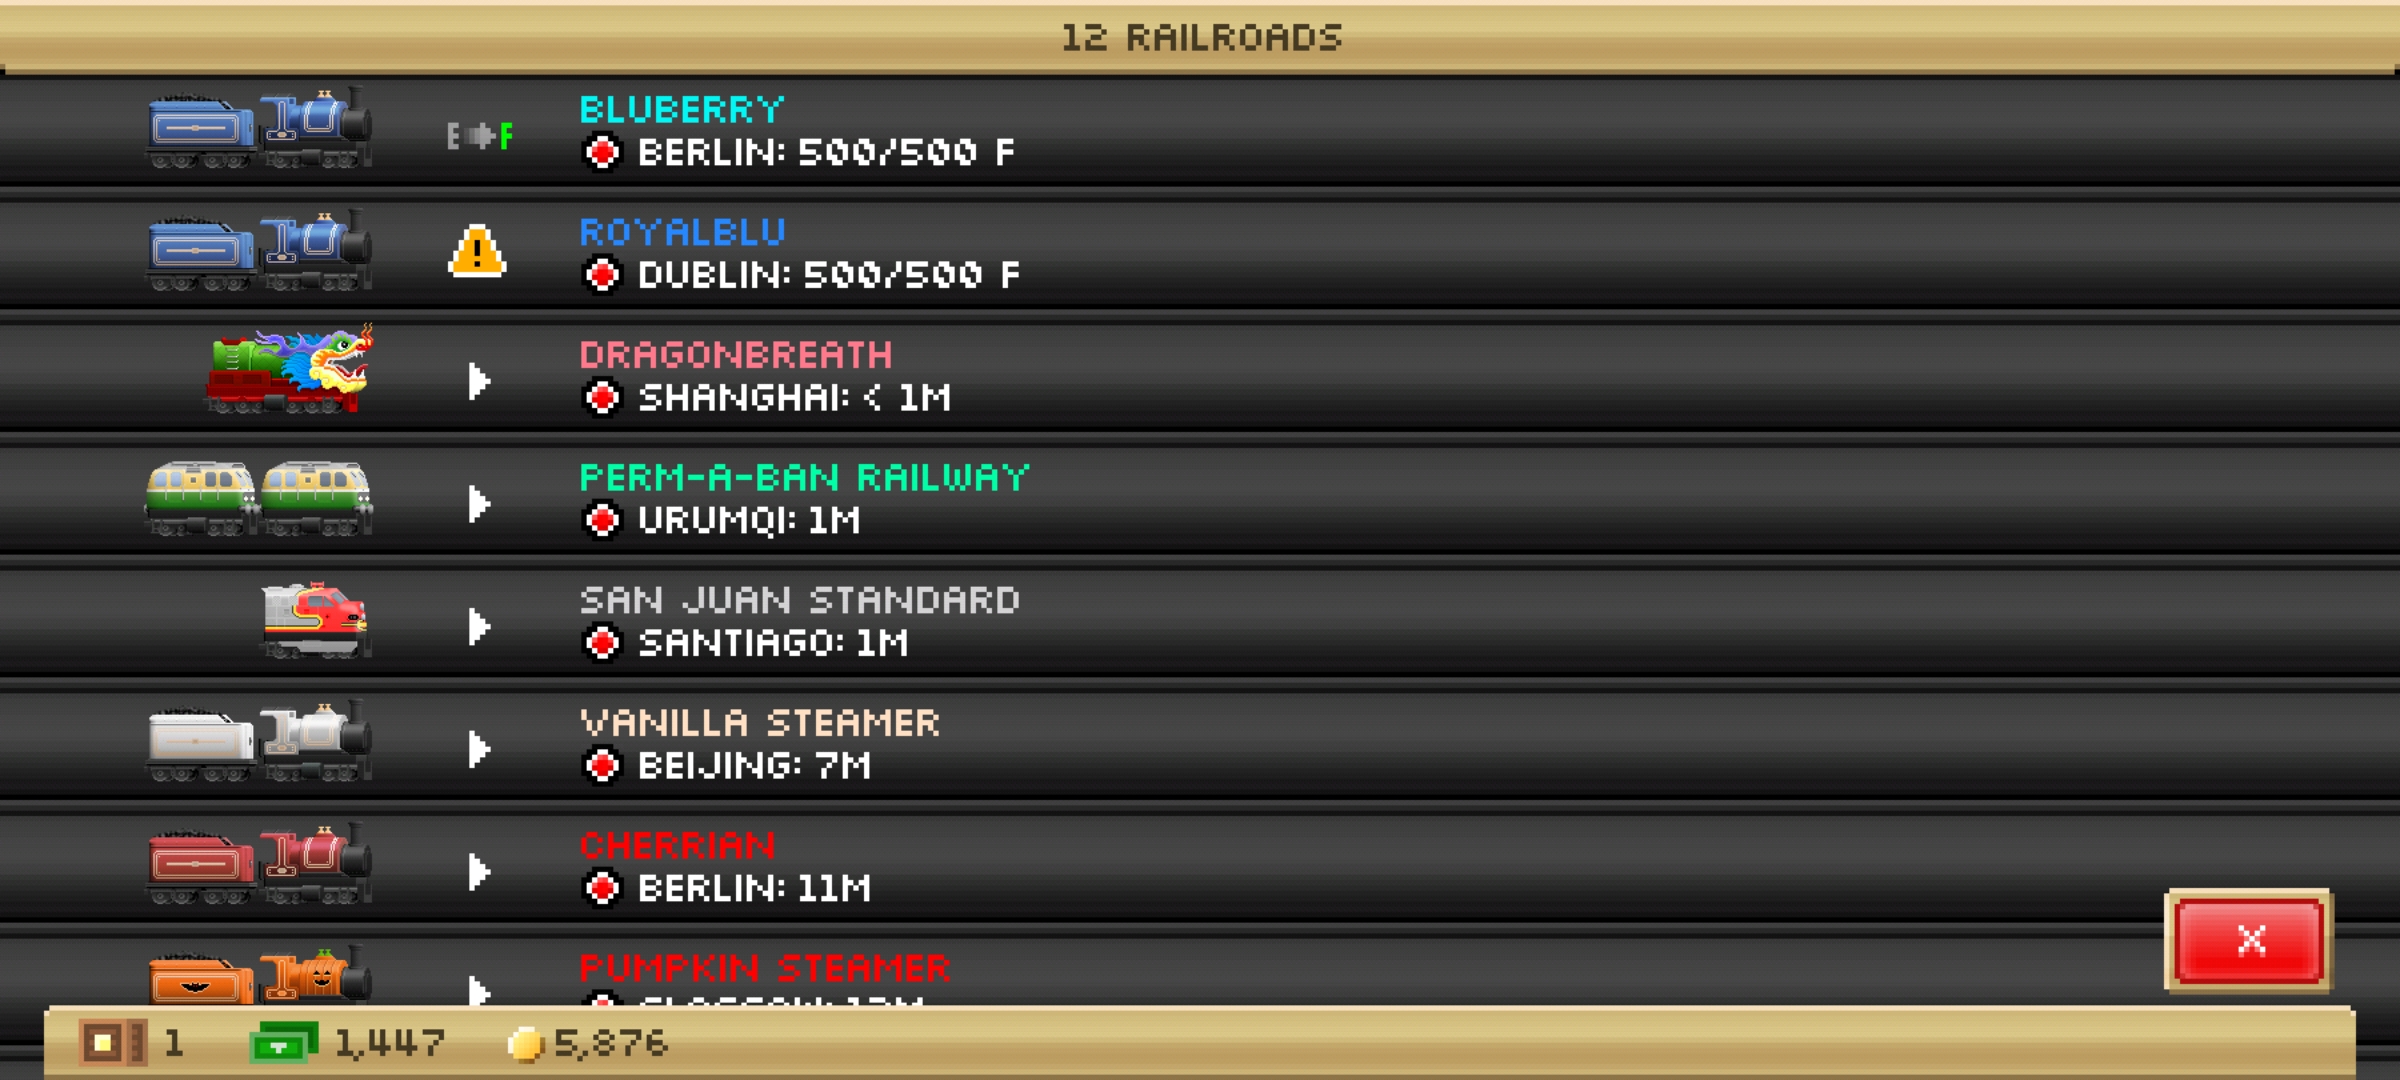 12 RAILROADS
E F
BLUBERRY
BERLIN: 500/500 F
!
ROYALBLU
DUBLIN: 500/500 F
DRAGONBREATH
SHANGHAI: < 1M
PERM-A-BAN RAILWAY
URUMQI: 1M
SAN JUAN STANDARD
SANTIAGO: 1M
VANILLA STEAMER
BEIJING: 7M
CHERRIAN
BERLIN: 11M
PUMPKIN STEAMER
X
1 1,447 5,876